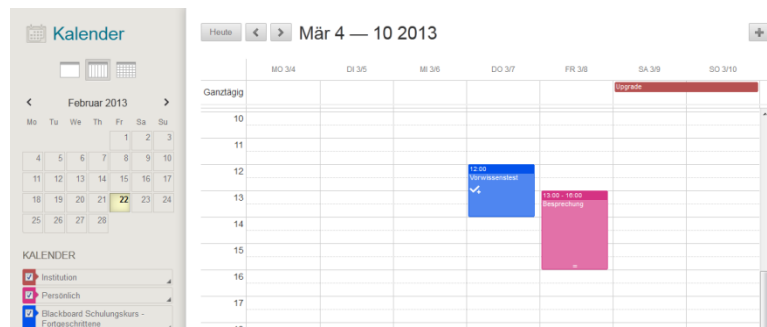 Kalender
Februar 2013
Mo Tu We Th Fr Sa Su
1 2 3
4 5 6 7 8 9 10
11 12 13 14 15 16 17
18 19 20 21 22 23 24
25 26 27 28
KALENDER
Institution
Persönlich
Blackboard Schulungskurs -
Fortgeschrittene
Heute Mär 4 — 10 2013
MO 3/4 DI 3/5 MI 3/6 DO 3/7 FR 3/8 SA 3/9 SO 3/10
Ganztägig Upgrade
10
11
12 12:00
Vorwissenstest
13 13:00 - 16:00
Besprechung
14
15
16
17